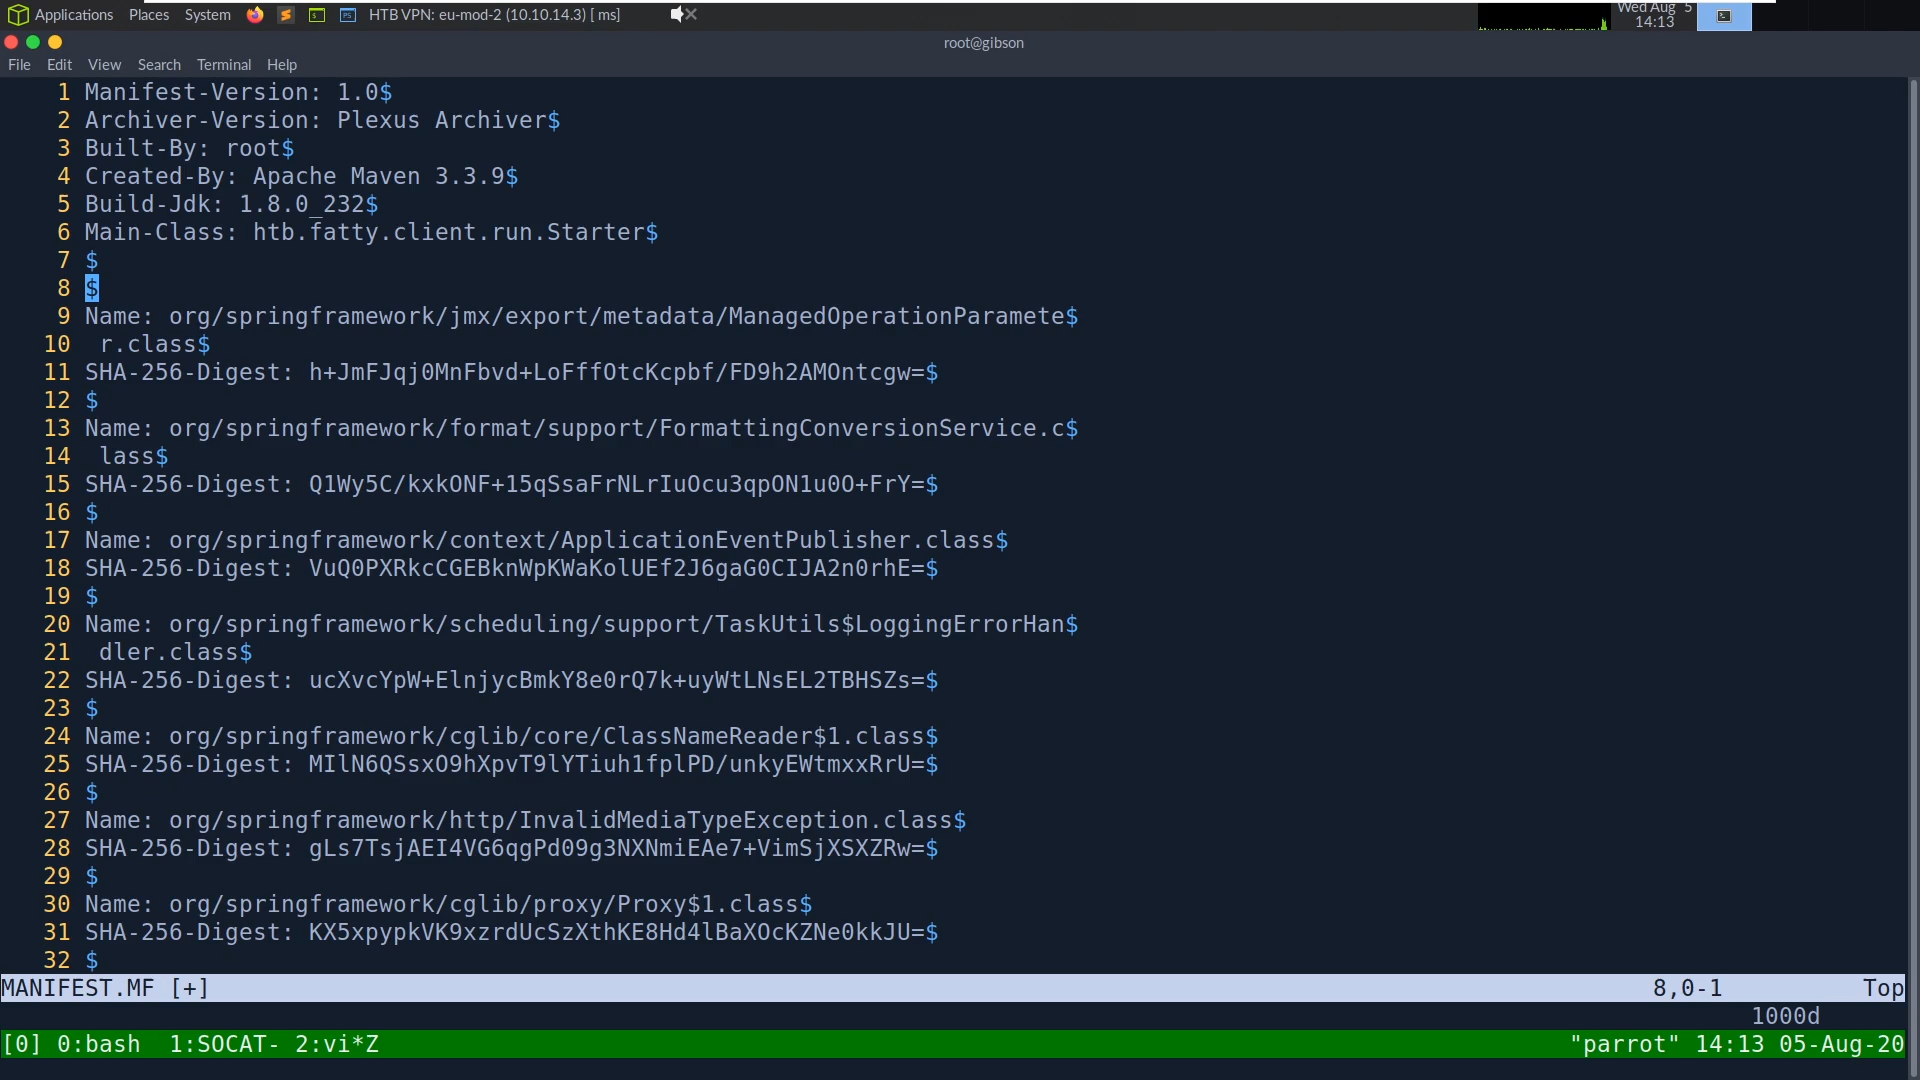 Applications Places System HTB VPN: eu-mod-2 (10.10.14.3) [ ms] Wed Aug 5
14:13
root@gibson
File Edit View Search Terminal Help
1 Manifest-Version: 1.0$
2 Archiver-Version: Plexus Archiver$
3 Built-By: root$
4 Created-By: Apache Maven 3.3.9$
5 Build-Jdk: 1.8.0_232$
6 Main-Class: htb.fatty.client.run.Starter$
7 $
8 $
9 Name: org/springframework/jmx/export/metadata/ManagedOperationParamete$
10  r.class$
11 SHA-256-Digest: h+JmFJqj0MnFbvd+LoFffOtcKcpbf/FD9h2AMOntcgw=$
12 $
13 Name: org/springframework/format/support/FormattingConversionService.c$
14  lass$
15 SHA-256-Digest: Q1Wy5C/kxkONF+15qSsaFrNLrIuOcu3qpON1u0O+FrY=$
16 $
17 Name: org/springframework/context/ApplicationEventPublisher.class$
18 SHA-256-Digest: VuQ0PXRkcCGEBknWpKWaKolUEf2J6gaG0CIJA2n0rhE=$
19 $
20 Name: org/springframework/scheduling/support/TaskUtils$LoggingErrorHan$
21  dler.class$
22 SHA-256-Digest: ucXvcYpW+ElnjycBmkY8e0rQ7k+uyWtLNsEL2TBHSZs=$
23 $
24 Name: org/springframework/cglib/core/ClassNameReader$1.class$
25 SHA-256-Digest: MIlN6QSsxO9hXpvT9lYTiuh1fplPD/unkyEWtmxxRrU=$
26 $
27 Name: org/springframework/http/InvalidMediaTypeException.class$
28 SHA-256-Digest: gLs7TsjAEI4VG6qgPd09g3NXNmiEAe7+VimSjXSXZRw=$
29 $
30 Name: org/springframework/cglib/proxy/Proxy$1.class$
31 SHA-256-Digest: KX5xpypkVK9xzrdUcSzXthKE8Hd4lBaXOcKZNe0kkJU=$
32 $
MANIFEST.MF [+] 8,0-1 Top
1000d
[0] 0:bash 1:SOCAT- 2:vi*Z "parrot" 14:13 05-Aug-20